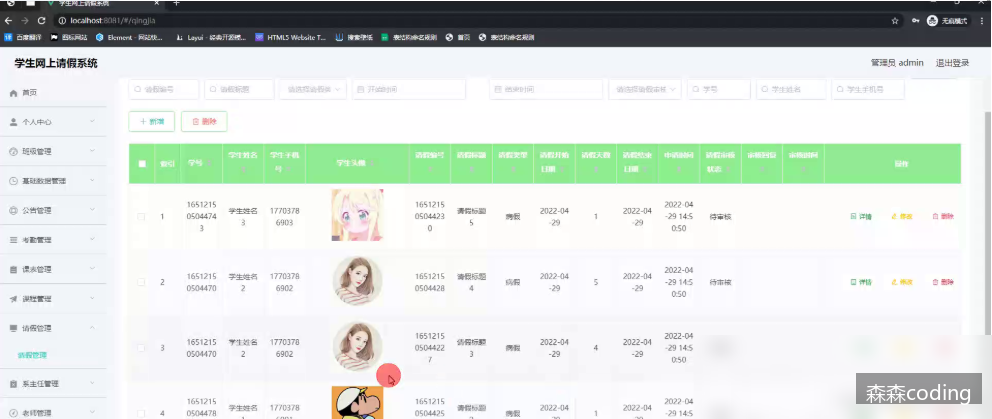 学生网上请假系统
localhost:8081/#/qingjia
无痕模式
百度翻译 图标网站 Element - 网站快... Layui - 经典开源模... HTML5 Website T... 搜索壁纸 表结构命名规则 首页 表结构命名规则
学生网上请假系统 管理员 admin 退出登录
首页
个人中心
班级管理
基础数据管理
公告管理
考勤管理
课表管理
课程管理
请假管理
请假管理
系主任管理
老师管理
请假编号 请假标题 请选择请假类 开始时间 结束时间 请选择请假审核 学号 学生姓名 学生手机号
+ 新增 删除
索引 学号 学生姓名 学生手机号 学生头像 请假编号 请假标题 请假类型 请假开始日期 请假天数 请假结束日期 申请时间 请假审核状态 审核回复 审核时间 操作
1 16512150504473 学生姓名3 17703786903 16512150504230 请假标题5 病假 2022-04-29 1 2022-04-29 2022-04-29 14:50:50 待审核 详情 修改 删除
2 1651215050470 学生姓名2 17703786902 1651215050428 请假标题4 病假 2022-04-29 5 2022-04-29 2022-04-29 14:50:50 待审核 详情 修改 删除
3 1651215050470 学生姓名2 17703786902 16512150504227 请假标题3 病假 2022-04-29 4 2022-04-29 2022-04-29 14:50:50
4 1651215050478 学生姓名 1770378 1651215050425 请假标题 2022-04 1 2022-04 2022-04-29 14:5
森森coding